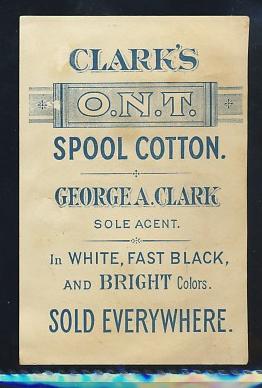 CLARK'S
O.N.T.
SPOOL COTTON.
GEORGE A. CLARK
SOLE AGENT.
In WHITE, FAST BLACK,
AND BRIGHT Colors.
SOLD EVERYWHERE.